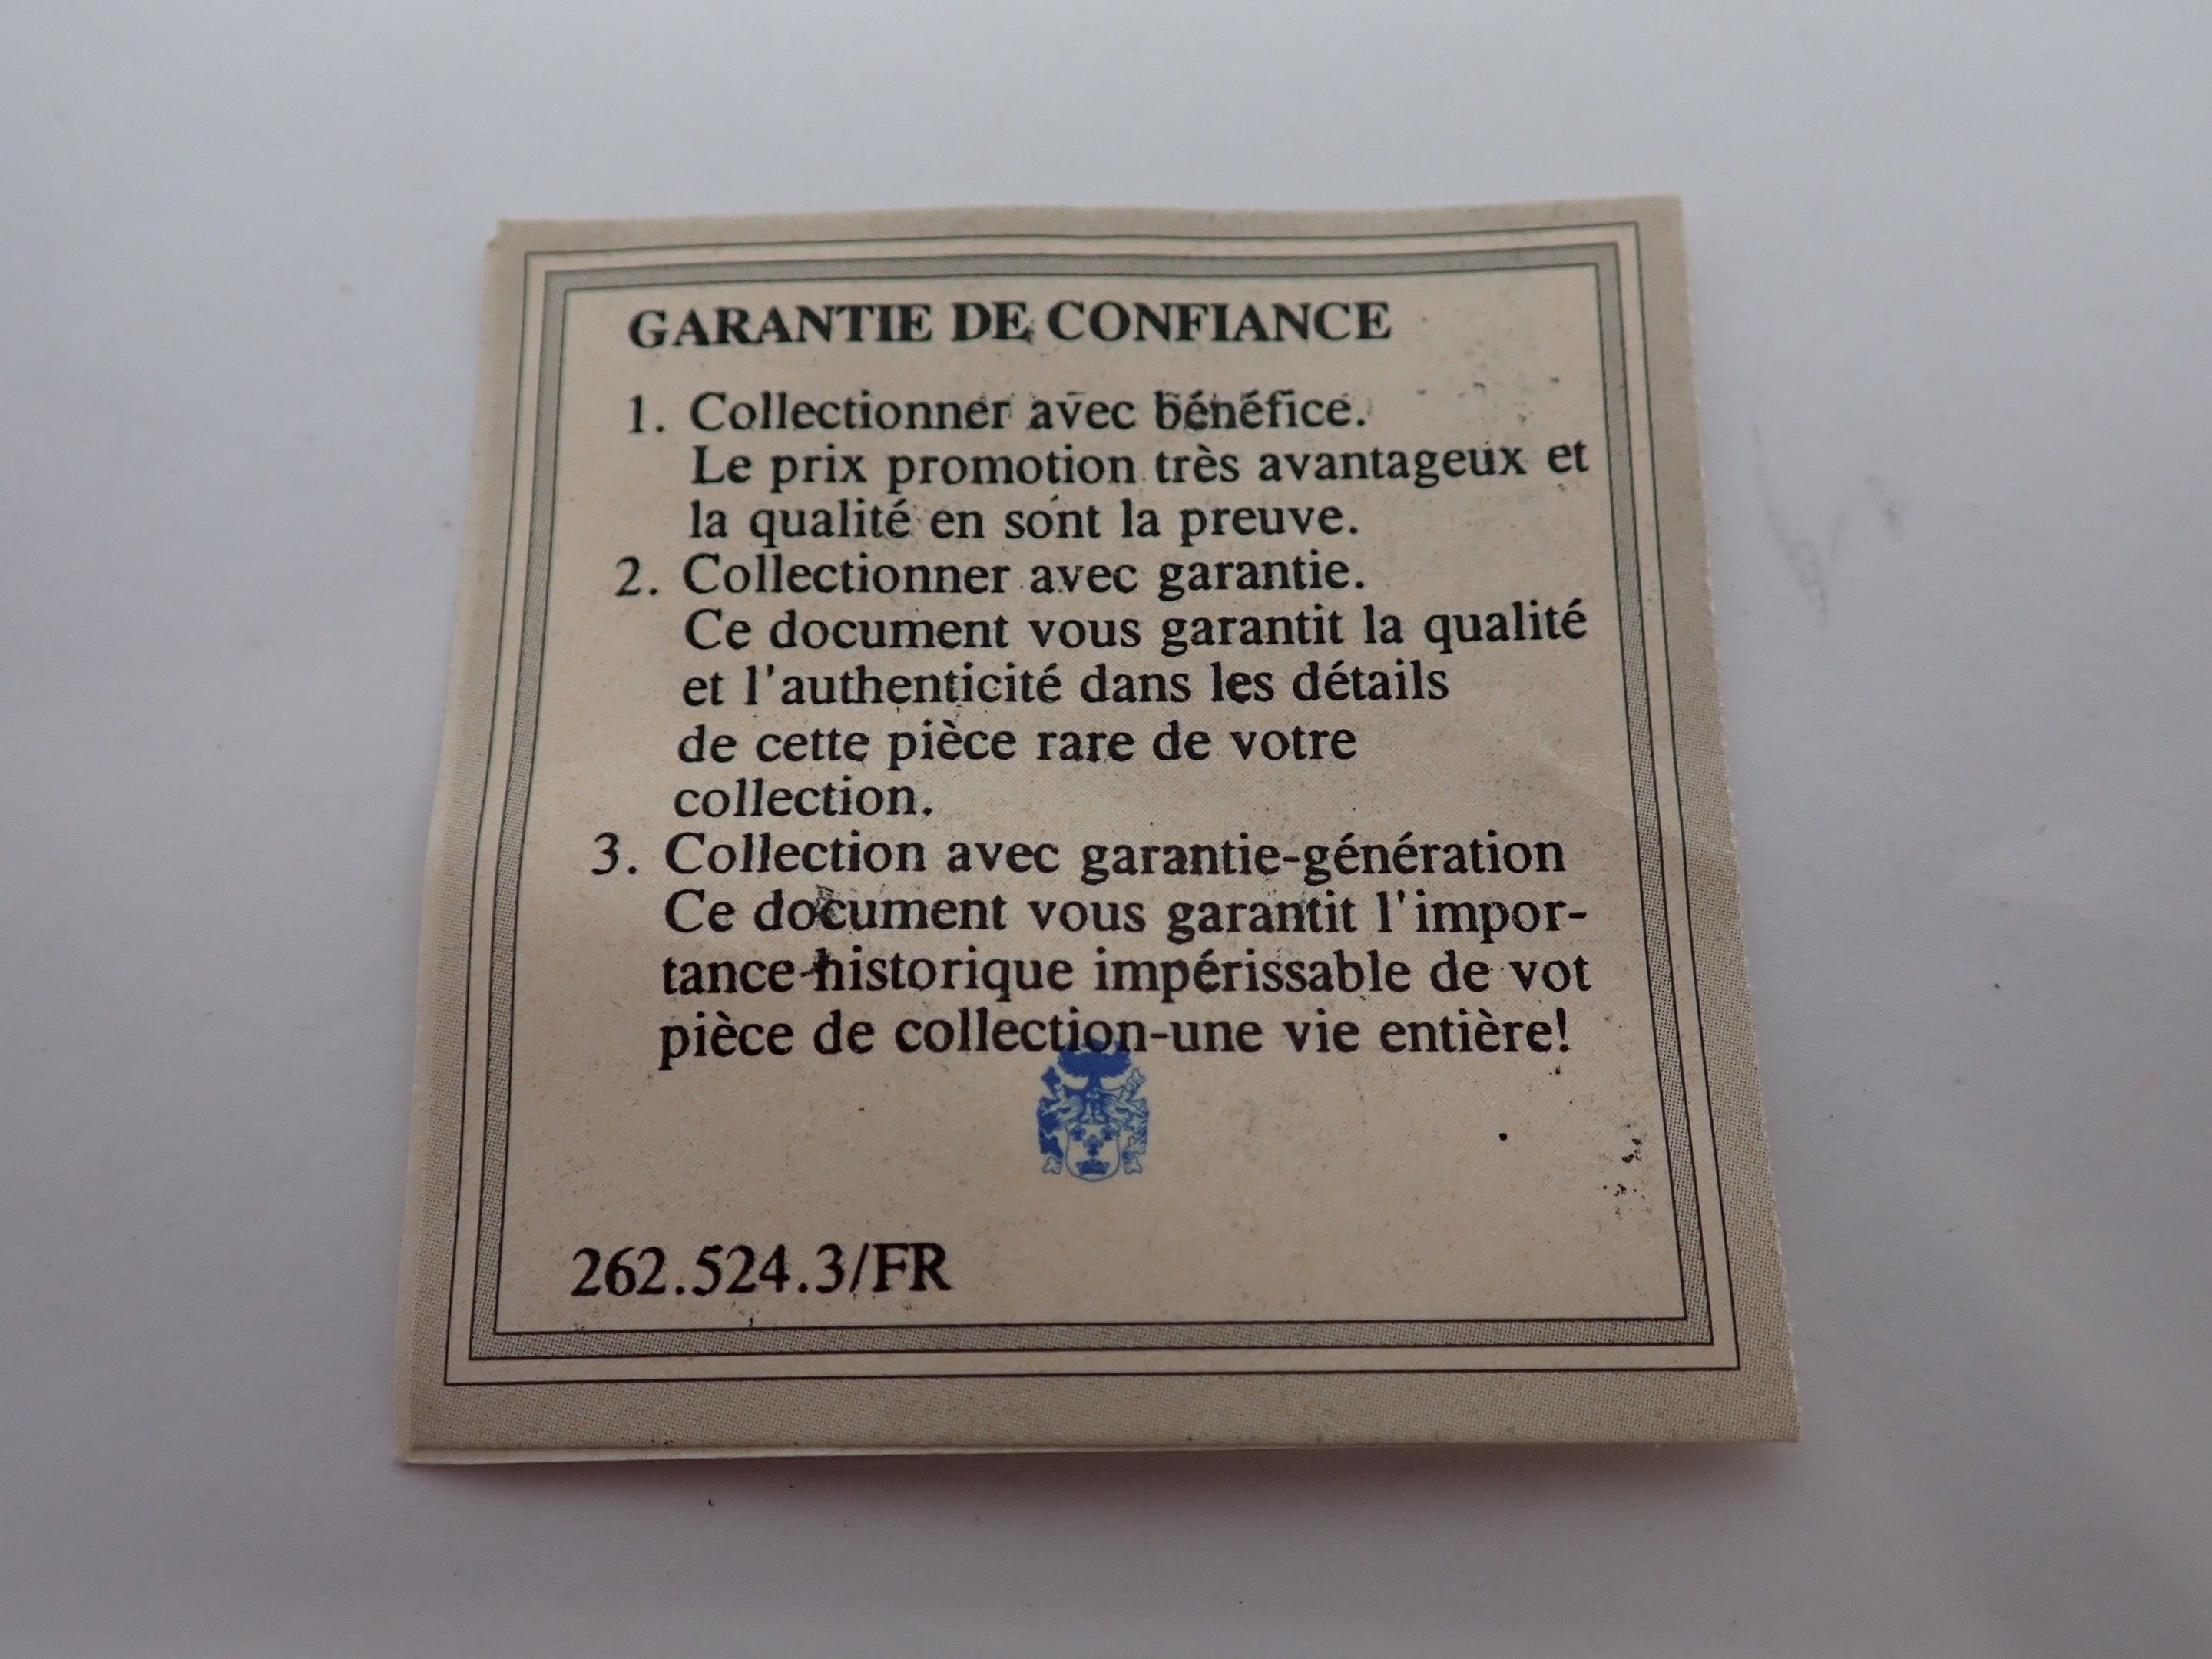 GARANTIE DE CONFIANCE
1. Collectionner avec bénéfice.
Le prix promotion très avantageux et
la qualité en sont la preuve.
2. Collectionner avec garantie.
Ce document vous garantit la qualité
et l'authenticité dans les détails
de cette pièce rare de votre
collection.
3. Collection avec garantie-génération
Ce document vous garantit l'impor-
tance historique impérissable de vot
pièce de collection-une vie entière!
262.524.3/FR